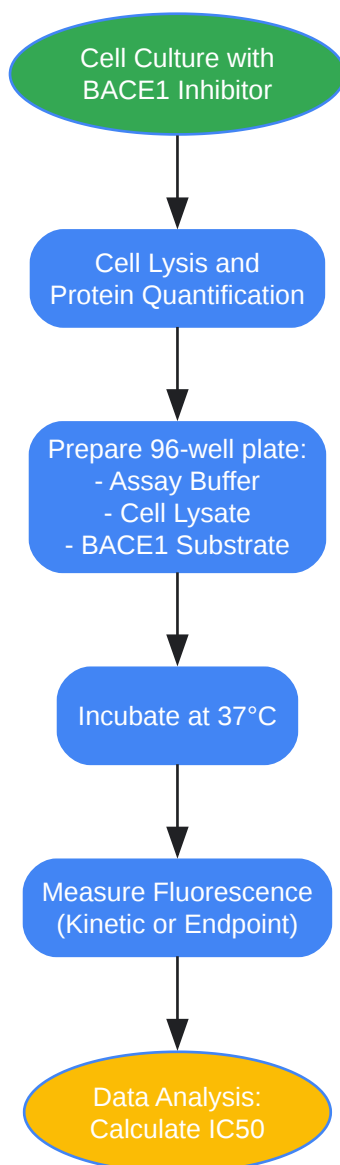 Cell Culture with
BACE1 Inhibitor
Cell Lysis and
Protein Quantification
Prepare 96-well plate:
- Assay Buffer
- Cell Lysate
- BACE1 Substrate
Incubate at 37°C
Measure Fluorescence
(Kinetic or Endpoint)
Data Analysis:
Calculate IC50